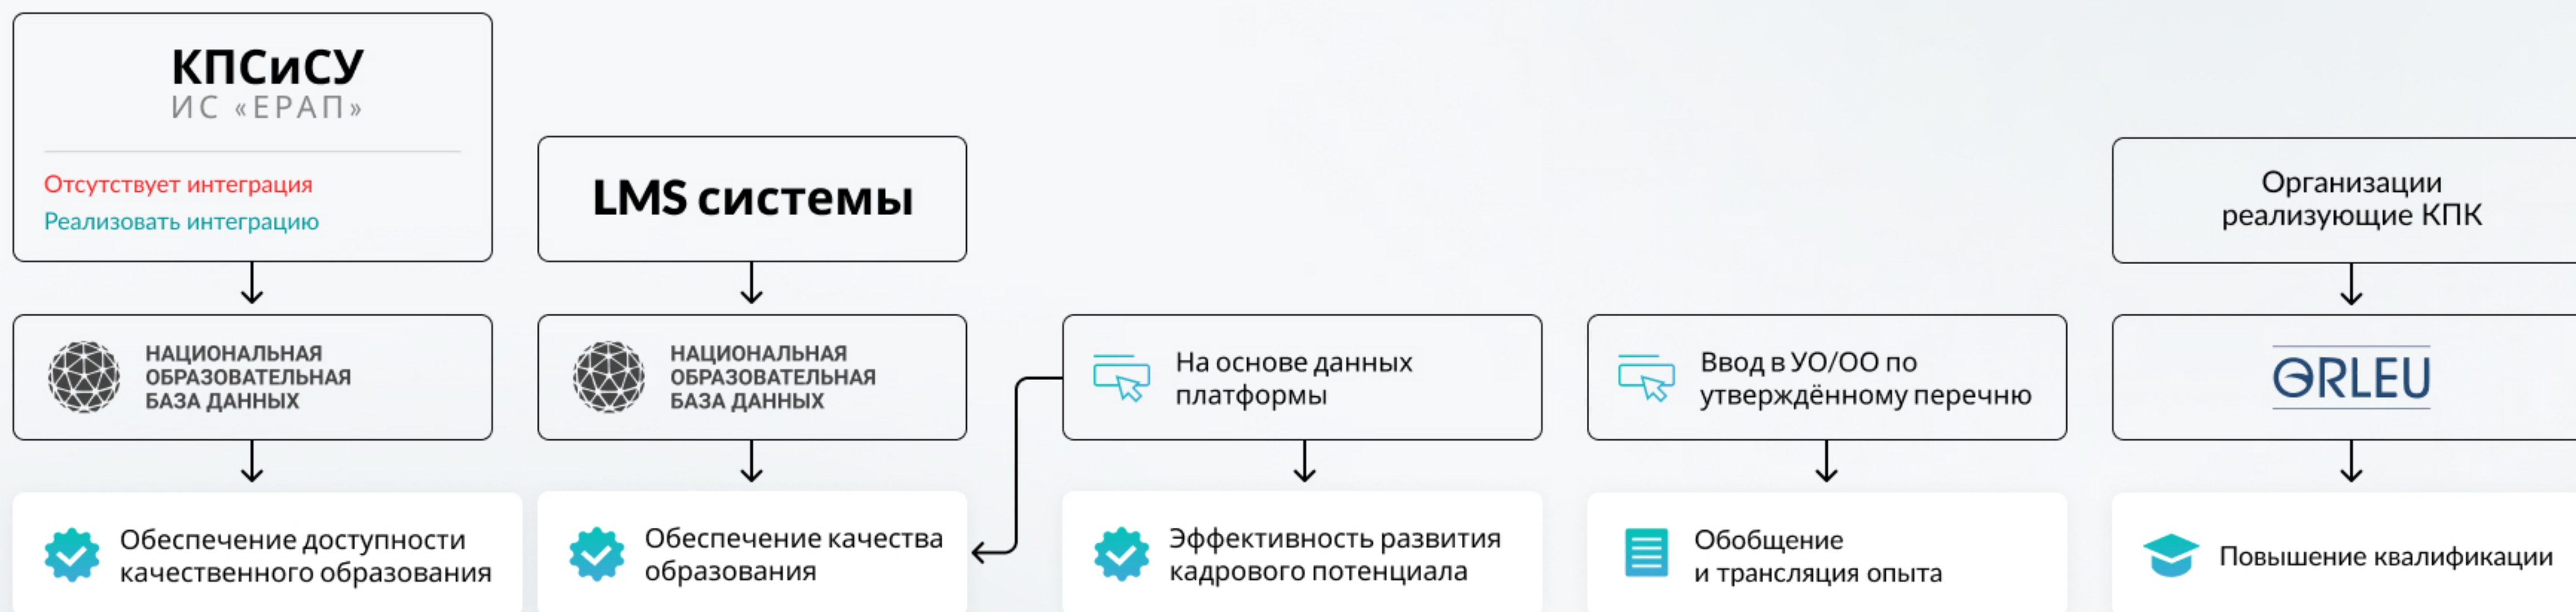 КПСиСУ
ИС «ЕРАП»
Отсутствует интеграция
Реализовать интеграцию
LMS системы
Организации
реализующие КПК
НАЦИОНАЛЬНАЯ
ОБРАЗОВАТЕЛЬНАЯ
БАЗА ДАННЫХ
НАЦИОНАЛЬНАЯ
ОБРАЗОВАТЕЛЬНАЯ
БАЗА ДАННЫХ
На основе данных
платформы
Ввод в УО/ОО по
утверждённому перечню
ӨRLEU
Обеспечение доступности
качественного образования
Обеспечение качества
образования
Эффективность развития
кадрового потенциала
Обобщение
и трансляция опыта
Повышение квалификации